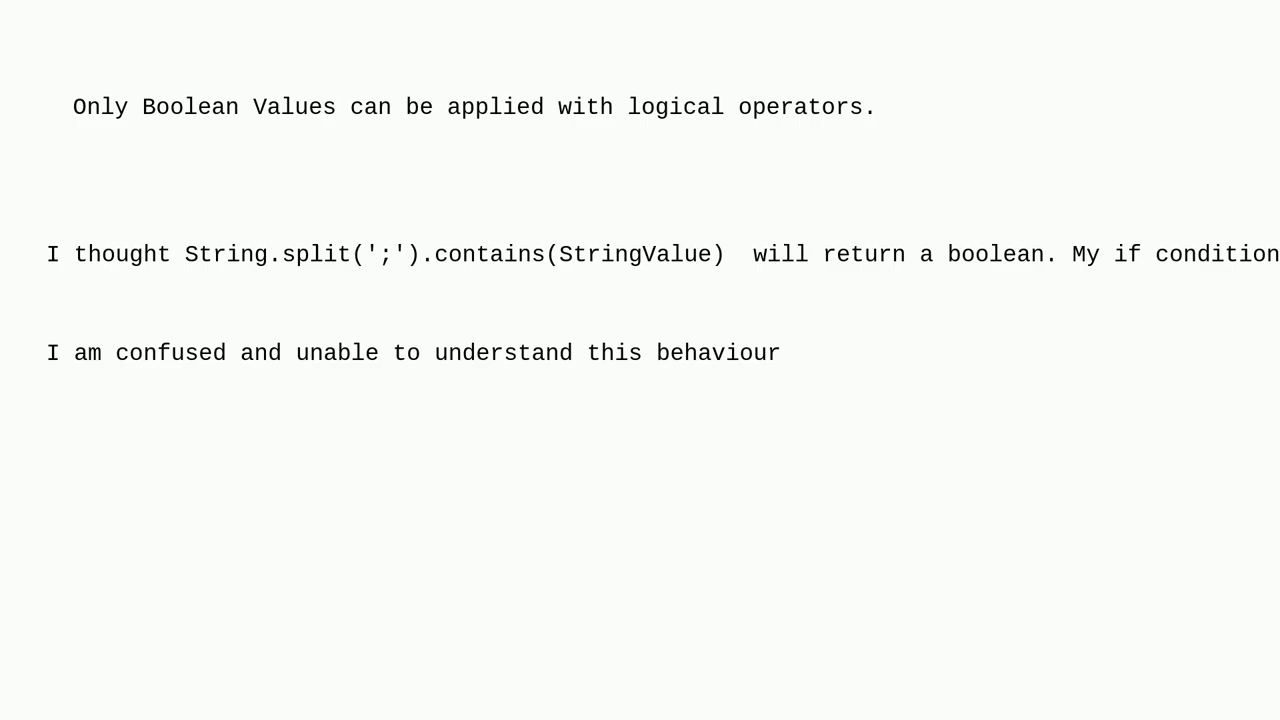 Only Boolean Values can be applied with logical operators.
I thought String.split(';').contains(StringValue)  will return a boolean. My if condition
I am confused and unable to understand this behaviour